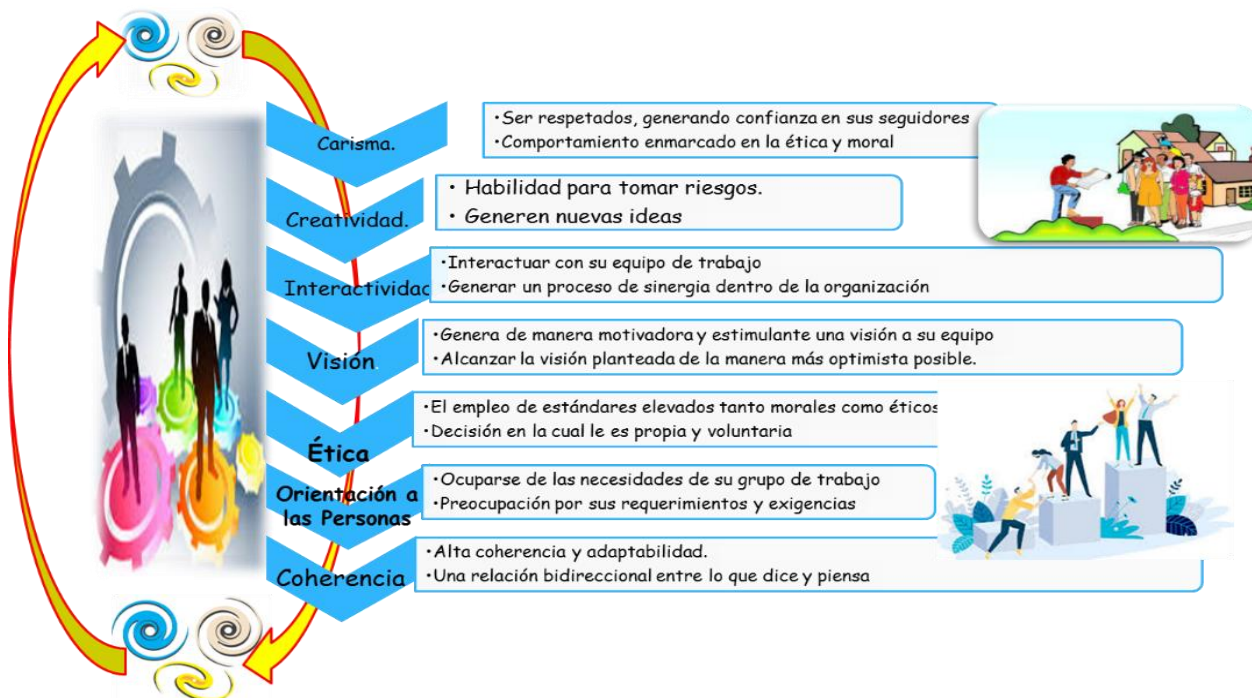 Carisma.
•Ser respetados, generando confianza en sus seguidores
•Comportamiento enmarcado en la ética y moral
Creatividad.
• Habilidad para tomar riesgos.
• Generen nuevas ideas
Interactividad
•Interactuar con su equipo de trabajo
•Generar un proceso de sinergia dentro de la organización
Visión.
•Genera de manera motivadora y estimulante una visión a su equipo
•Alcanzar la visión planteada de la manera más optimista posible.
Ética
•El empleo de estándares elevados tanto morales como éticos
•Decisión en la cual le es propia y voluntaria
Orientación a
las Personas
•Ocuparse de las necesidades de su grupo de trabajo
•Preocupación por sus requerimientos y exigencias
Coherencia
•Alta coherencia y adaptabilidad.
•Una relación bidireccional entre lo que dice y piensa